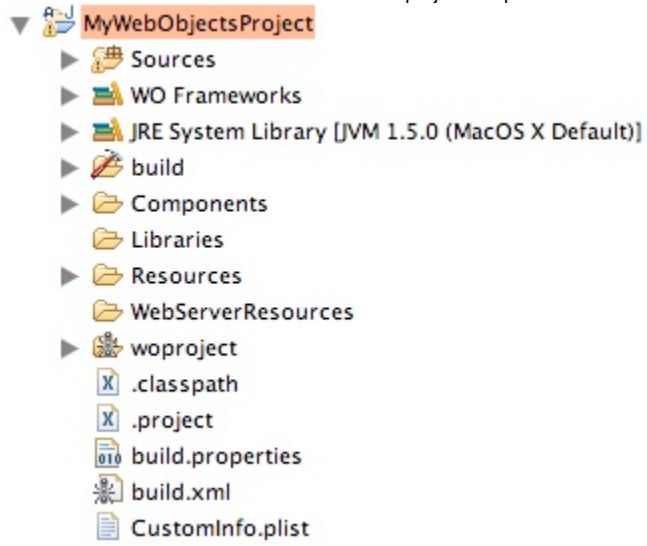 MyWebObjectsProject
Sources
WO Frameworks
JRE System Library [JVM 1.5.0 (MacOS X Default)]
build
Components
Libraries
Resources
WebServerResources
woproject
.classpath
.project
build.properties
build.xml
CustomInfo.plist